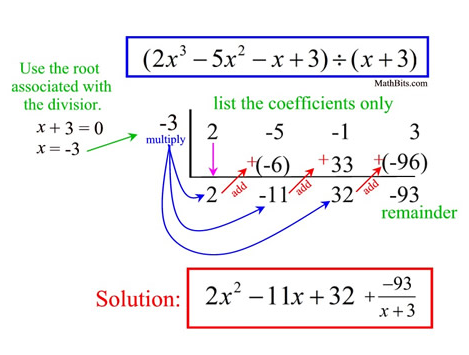 (2x³ − 5x² − x + 3) ÷ (x + 3)
MathBits.com
Use the root
associated with
the divisior.
x + 3 = 0
x = -3
list the coefficients only
-3 2 -5 -1 3
multiply
+(-6) +33 +(-96)
add add add
2 -11 32 -93
remainder
Solution: 2x² − 11x + 32 + −93/(x + 3)